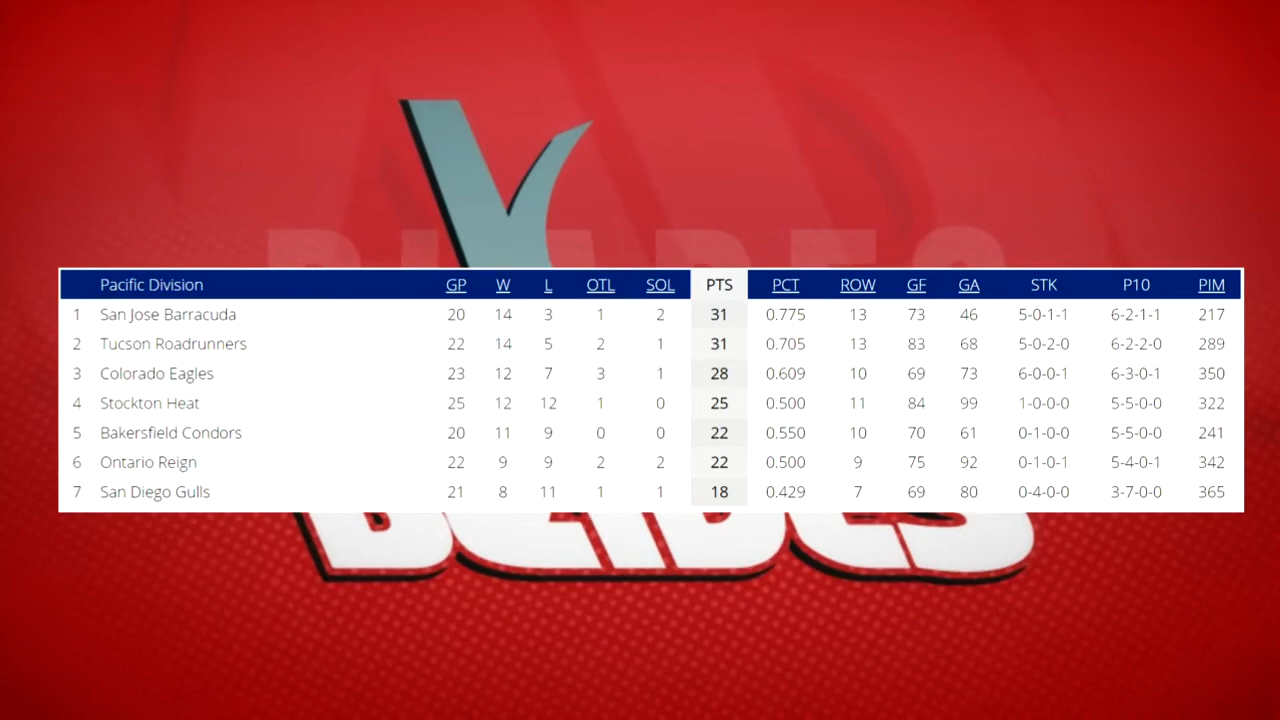 Pacific Division GP W L OTL SOL PTS PCT ROW GF GA STK P10 PIM
1 San Jose Barracuda 20 14 3 1 2 31 0.775 13 73 46 5-0-1-1 6-2-1-1 217
2 Tucson Roadrunners 22 14 5 2 1 31 0.705 13 83 68 5-0-2-0 6-2-2-0 289
3 Colorado Eagles 23 12 7 3 1 28 0.609 10 69 73 6-0-0-1 6-3-0-1 350
4 Stockton Heat 25 12 12 1 0 25 0.500 11 84 99 1-0-0-0 5-5-0-0 322
5 Bakersfield Condors 20 11 9 0 0 22 0.550 10 70 61 0-1-0-0 5-5-0-0 241
6 Ontario Reign 22 9 9 2 2 22 0.500 9 75 92 0-1-0-1 5-4-0-1 342
7 San Diego Gulls 21 8 11 1 1 18 0.429 7 69 80 0-4-0-0 3-7-0-0 365